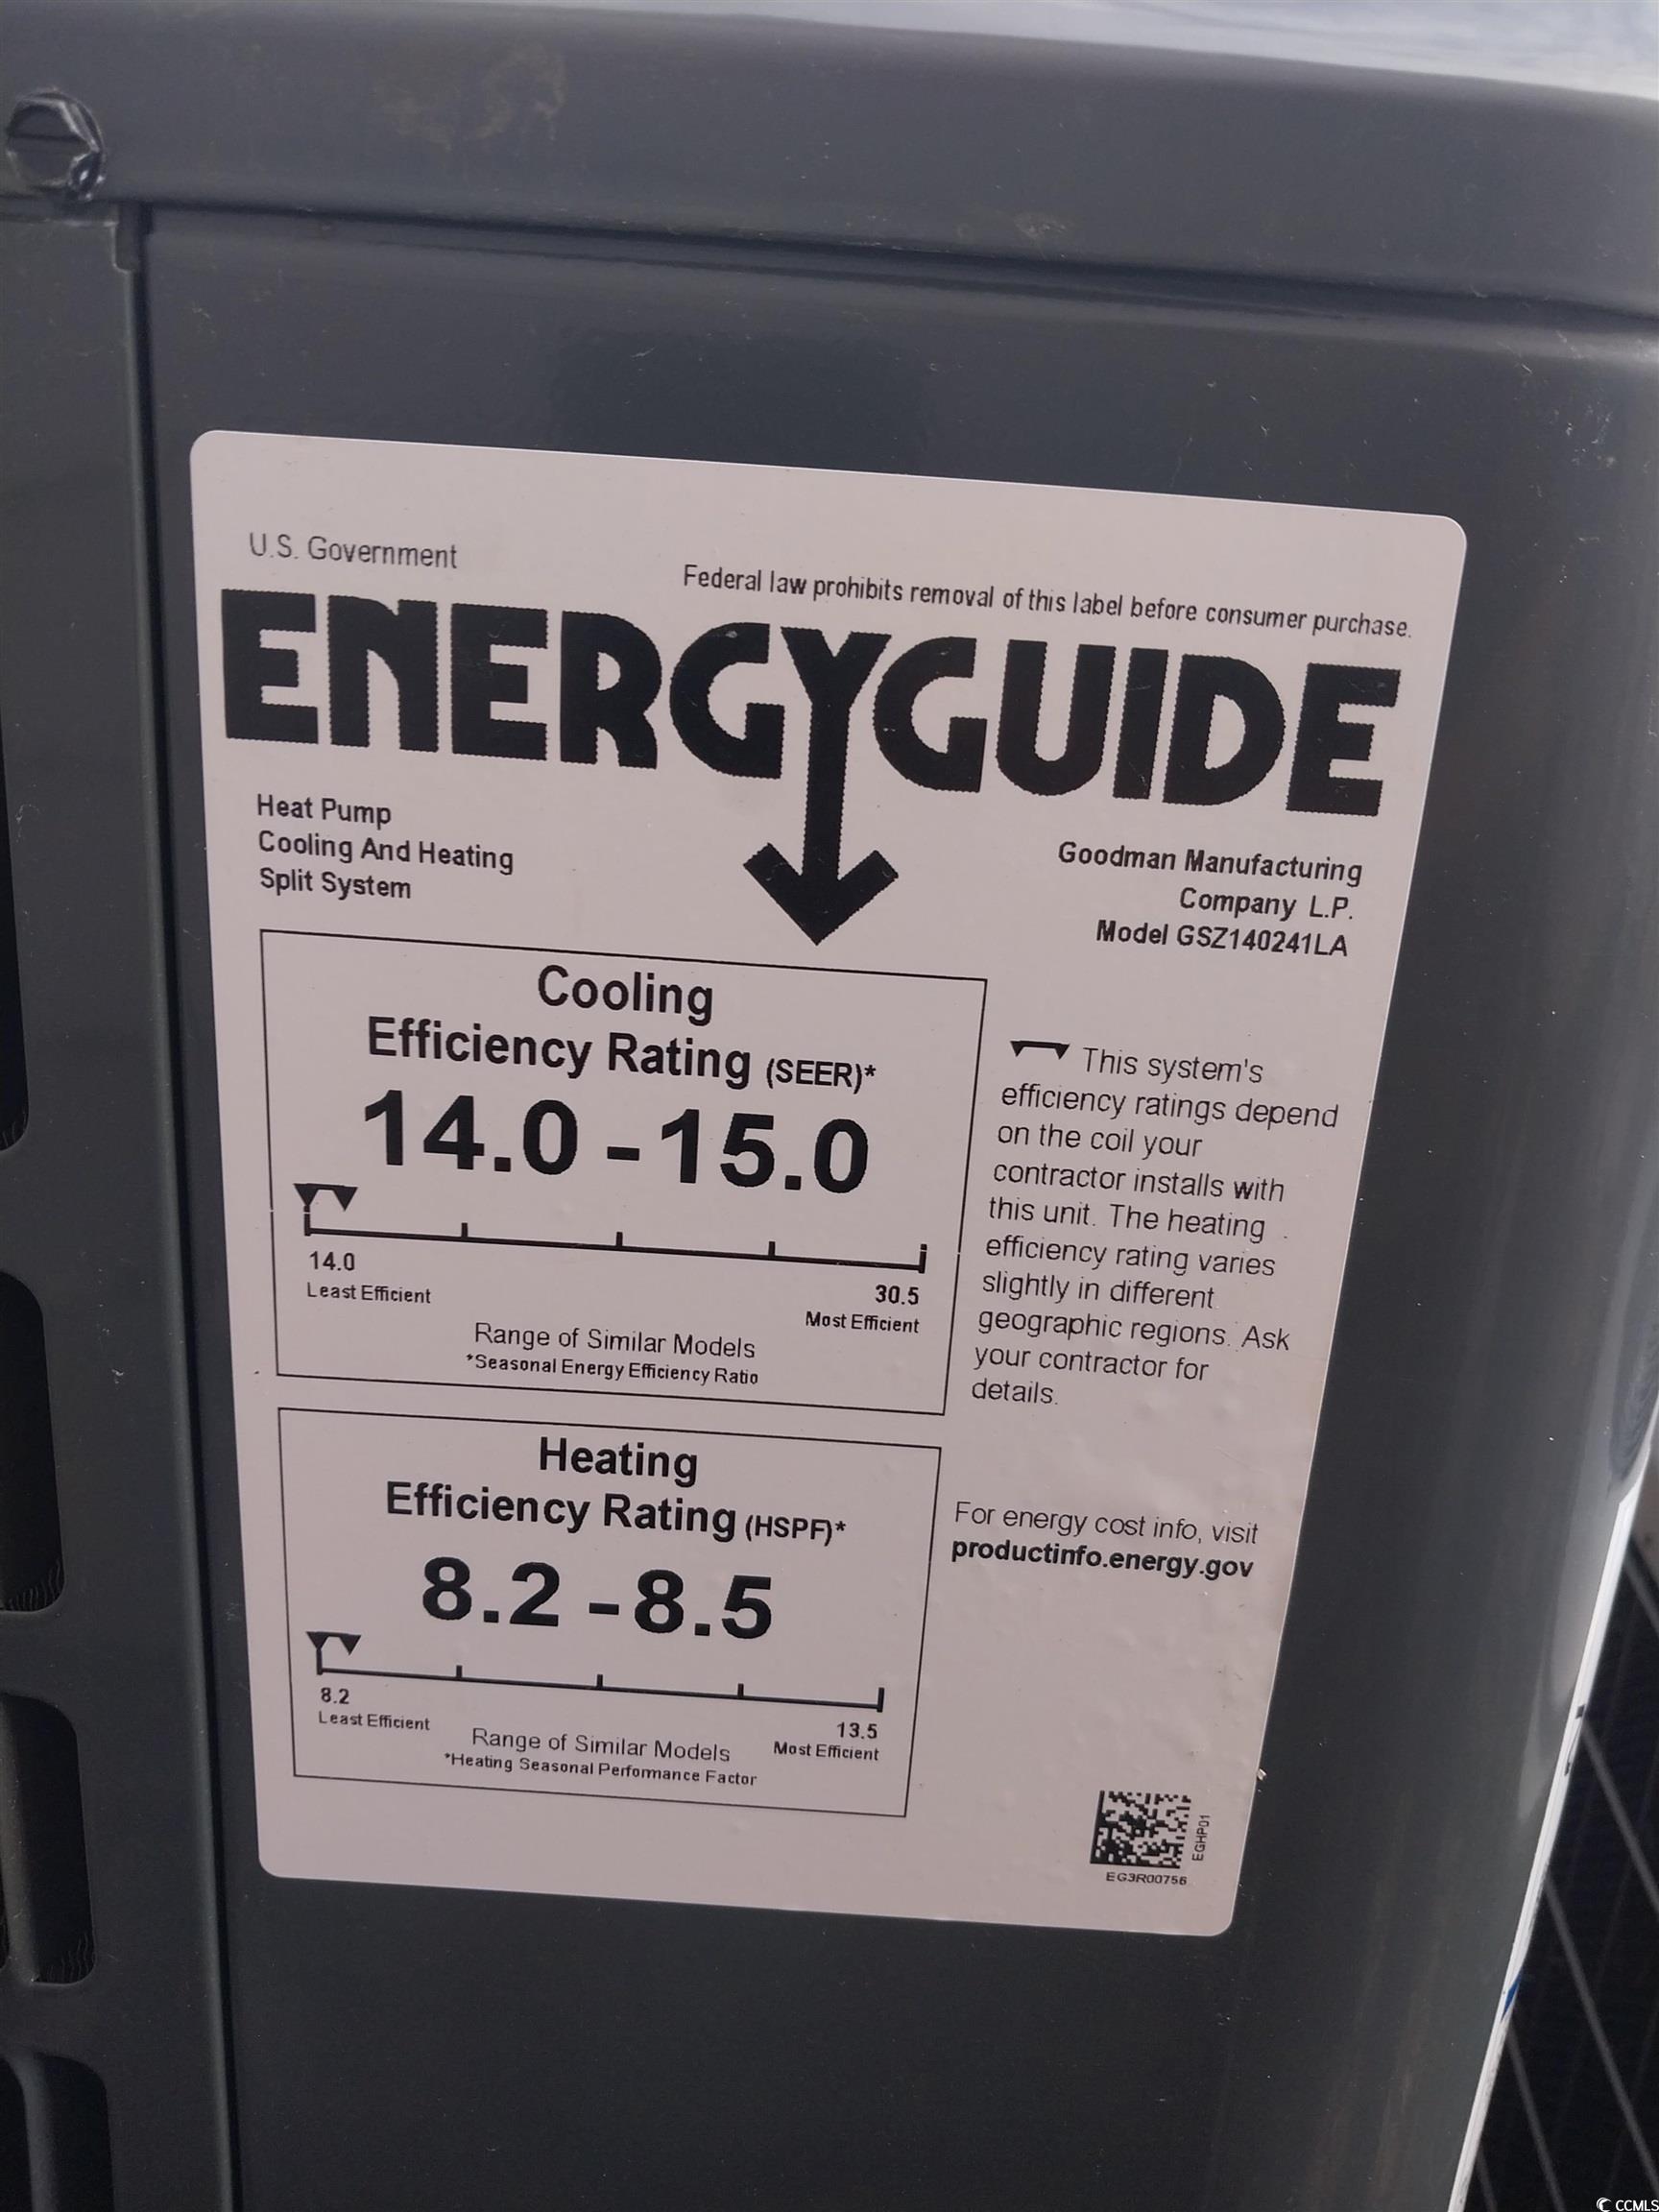 U.S. Government
Federal law prohibits removal of this label before consumer purchase.
ENERGYGUIDE
Heat Pump
Cooling And Heating
Split System
Goodman Manufacturing
Company L.P.
Model GSZ140241LA
Cooling
Efficiency Rating (SEER)*
14.0 - 15.0
14.0
Least Efficient
30.5
Most Efficient
Range of Similar Models
*Seasonal Energy Efficiency Ratio
This system's
efficiency ratings depend
on the coil your
contractor installs with
this unit. The heating
efficiency rating varies
slightly in different
geographic regions. Ask
your contractor for
details.
Heating
Efficiency Rating (HSPF)*
8.2 - 8.5
8.2
Least Efficient
13.5
Most Efficient
Range of Similar Models
*Heating Seasonal Performance Factor
For energy cost info, visit
productinfo.energy.gov
EGHP01
EG3R00756
CCMLS